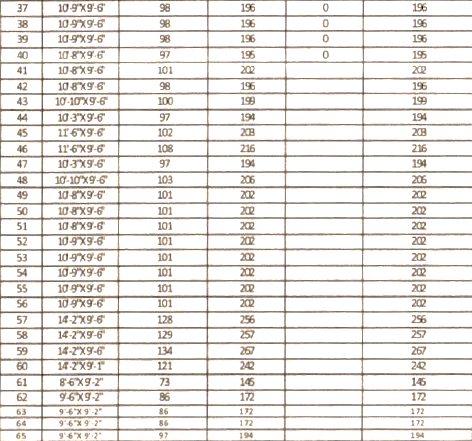 37 10'-9"X9'-6" 98 196 0 196
38 10'-9"X9'-6" 98 196 0 196
39 10'-9"X9'-6" 98 196 0 196
40 10'-8"X9'-6" 97 195 0 195
41 10'-8"X9'-6" 101 202 202
42 10'-8"X9'-6" 98 196 196
43 10'-10"X9'-6" 100 199 199
44 10'-3"X9'-6" 97 194 194
45 11'-6"X9'-6" 102 203 203
46 11'-6"X9'-6" 108 216 216
47 10'-3"X9'-6" 97 194 194
48 10'-10"X9'-6" 103 206 206
49 10'-8"X9'-6" 101 202 202
50 10'-8"X9'-6" 101 202 202
51 10'-8"X9'-6" 101 202 202
52 10'-9"X9'-6" 101 202 202
53 10'-9"X9'-6" 101 202 202
54 10'-9"X9'-6" 101 202 202
55 10'-9"X9'-6" 101 202 202
56 10'-9"X9'-6" 101 202 202
57 14'-2"X9'-6" 128 256 256
58 14'-2"X9'-6" 129 257 257
59 14'-2"X9'-6" 134 267 267
60 14'-2"X9'-1" 121 242 242
61 8'-6"X9'-2" 73 145 145
62 9'-6"X9'-2" 86 172 172
63 9'-6"X 9'-2" 86 172 172
64 9'-6"X 9'-2" 86 172 172
65 9'-6"X 9'-2" 97 194 194